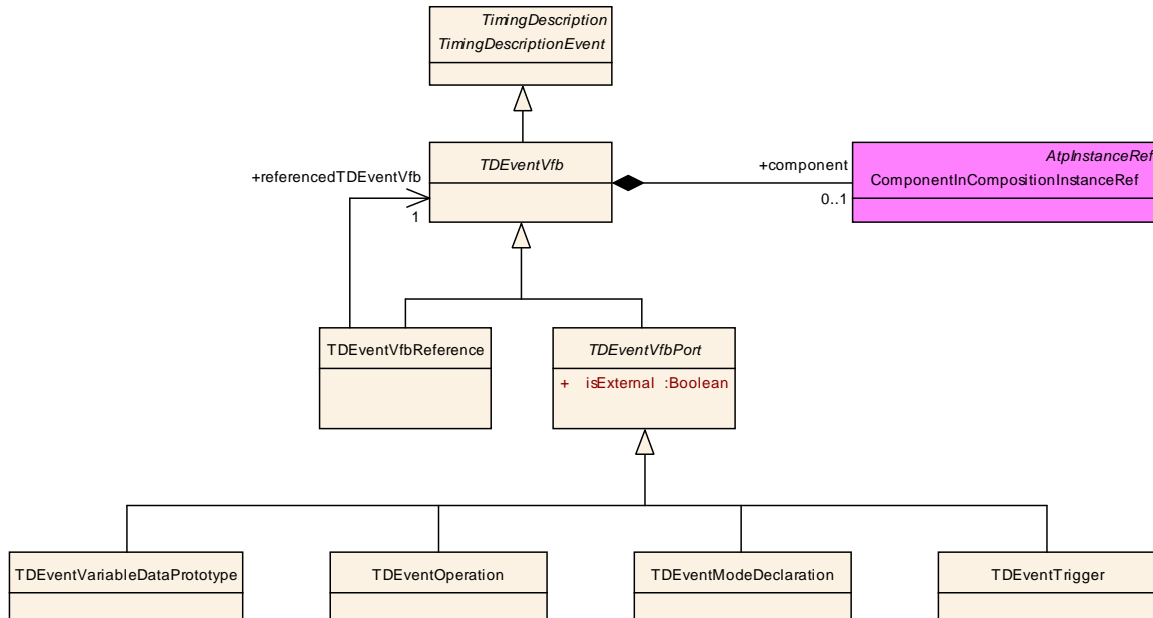 TimingDescription
TimingDescriptionEvent
TDEventVfb
+referencedTDEventVfb
1
+component
0..1
AtpInstanceRef
ComponentInCompositionInstanceRef
TDEventVfbReference
TDEventVfbPort
+ isExternal :Boolean
TDEventVariableDataPrototype
TDEventOperation
TDEventModeDeclaration
TDEventTrigger